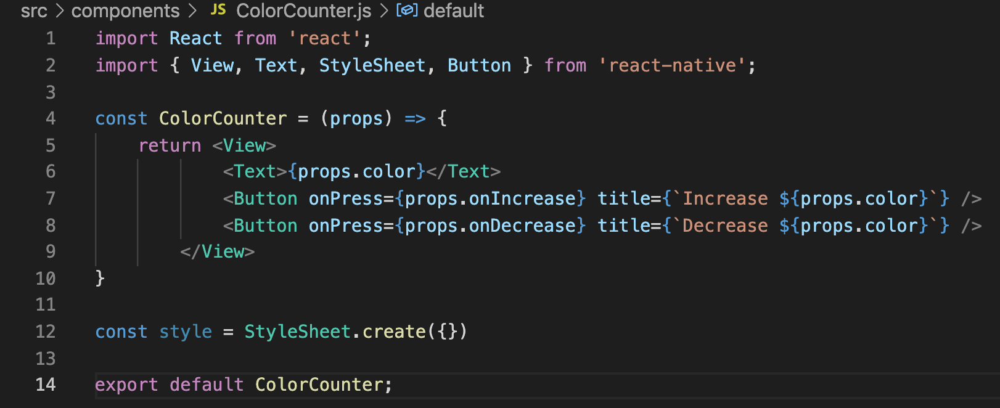 src > components > JS ColorCounter.js > default
1 import React from 'react';
2 import { View, Text, StyleSheet, Button } from 'react-native';
3
4 const ColorCounter = (props) => {
5     return <View>
6             <Text>{props.color}</Text>
7             <Button onPress={props.onIncrease} title={`Increase ${props.color}`} />
8             <Button onPress={props.onDecrease} title={`Decrease ${props.color}`} />
9         </View>
10 }
11
12 const style = StyleSheet.create({})
13
14 export default ColorCounter;